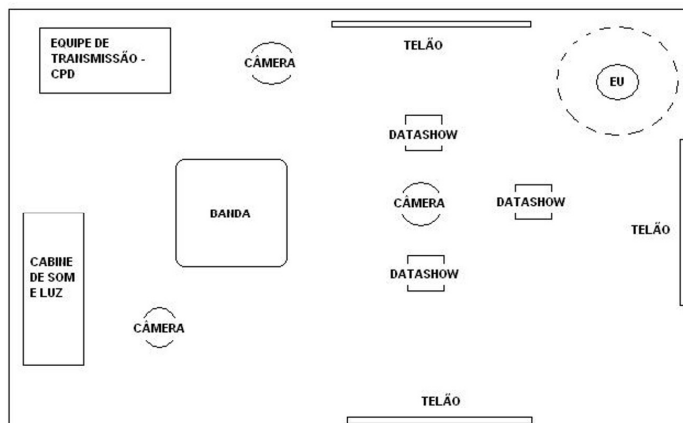 EQUIPE DE
TRANSMISSÃO -
CPD
CÂMERA
TELÃO
EU
DATASHOW
BANDA
CÂMERA
DATASHOW
TELÃO
CABINE
DE SOM
E LUZ
DATASHOW
CÂMERA
TELÃO